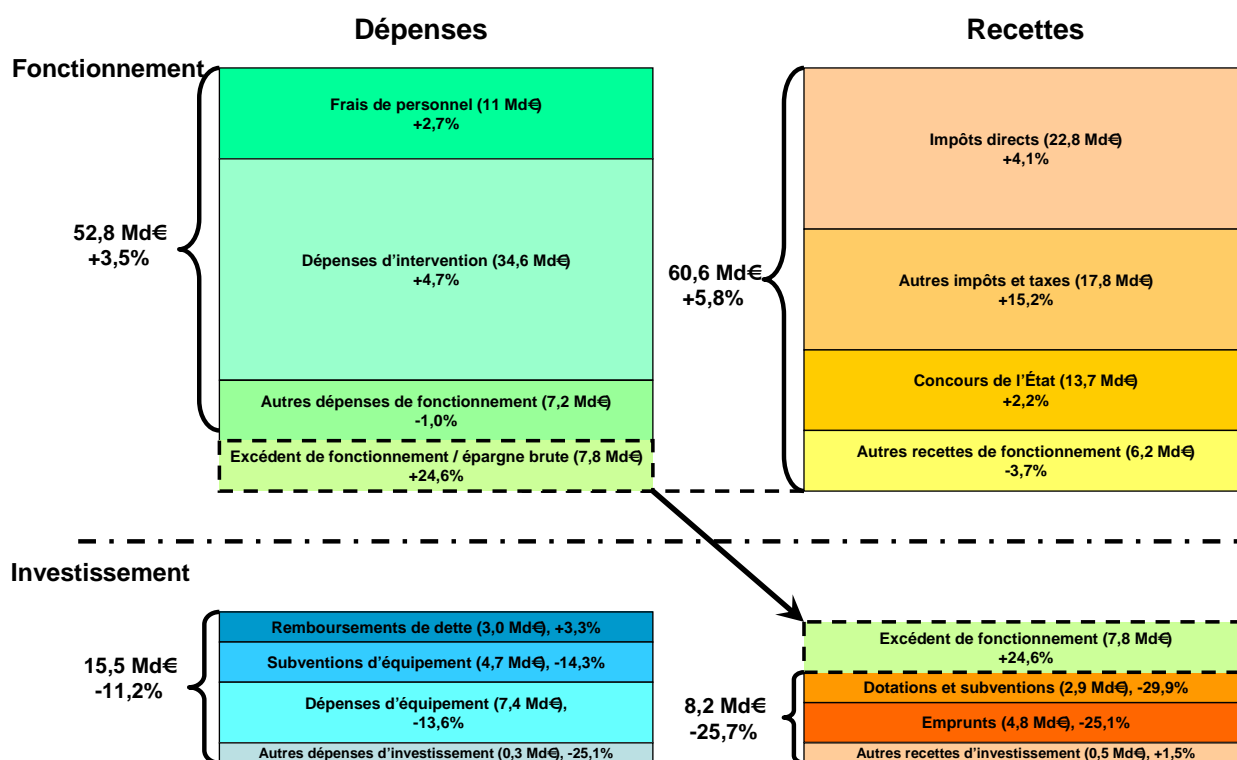 Dépenses
Recettes
Fonctionnement
Frais de personnel (11 Md€)
+2,7%
Dépenses d'intervention (34,6 Md€)
+4,7%
52,8 Md€
+3,5%
Autres dépenses de fonctionnement (7,2 Md€)
-1,0%
Excédent de fonctionnement / épargne brute (7,8 Md€)
+24,6%
Impôts directs (22,8 Md€)
+4,1%
60,6 Md€
+5,8%
Autres impôts et taxes (17,8 Md€)
+15,2%
Concours de l'État (13,7 Md€)
+2,2%
Autres recettes de fonctionnement (6,2 Md€)
-3,7%
Investissement
15,5 Md€
-11,2%
Remboursements de dette (3,0 Md€), +3,3%
Subventions d'équipement (4,7 Md€), -14,3%
Dépenses d'équipement (7,4 Md€),
-13,6%
Autres dépenses d'investissement (0,3 Md€), -25,1%
Excédent de fonctionnement (7,8 Md€)
+24,6%
8,2 Md€
-25,7%
Dotations et subventions (2,9 Md€), -29,9%
Emprunts (4,8 Md€), -25,1%
Autres recettes d'investissement (0,5 Md€), +1,5%